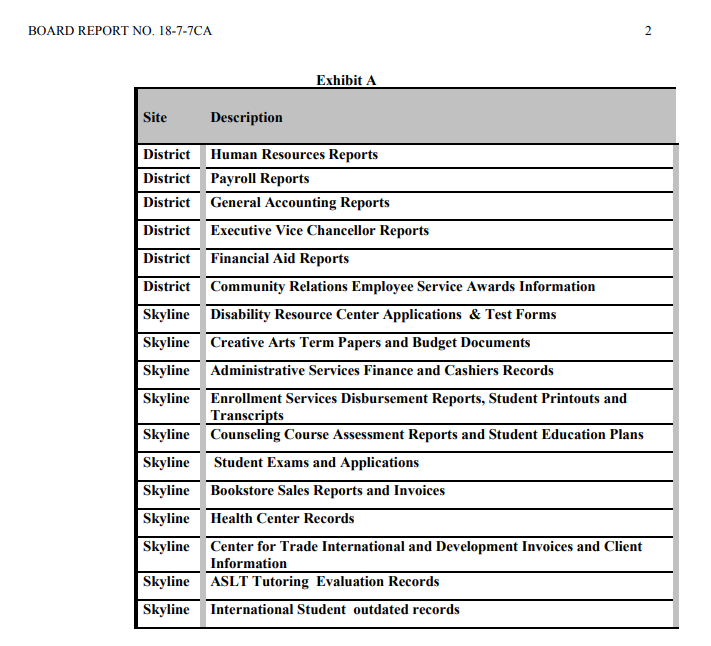 BOARD REPORT NO. 18-7-7CA 2
Exhibit A
Site Description
District Human Resources Reports
District Payroll Reports
District General Accounting Reports
District Executive Vice Chancellor Reports
District Financial Aid Reports
District Community Relations Employee Service Awards Information
Skyline Disability Resource Center Applications & Test Forms
Skyline Creative Arts Term Papers and Budget Documents
Skyline Administrative Services Finance and Cashiers Records
Skyline Enrollment Services Disbursement Reports, Student Printouts and
Transcripts
Skyline Counseling Course Assessment Reports and Student Education Plans
Skyline Student Exams and Applications
Skyline Bookstore Sales Reports and Invoices
Skyline Health Center Records
Skyline Center for Trade International and Development Invoices and Client
Information
Skyline ASLT Tutoring Evaluation Records
Skyline International Student outdated records